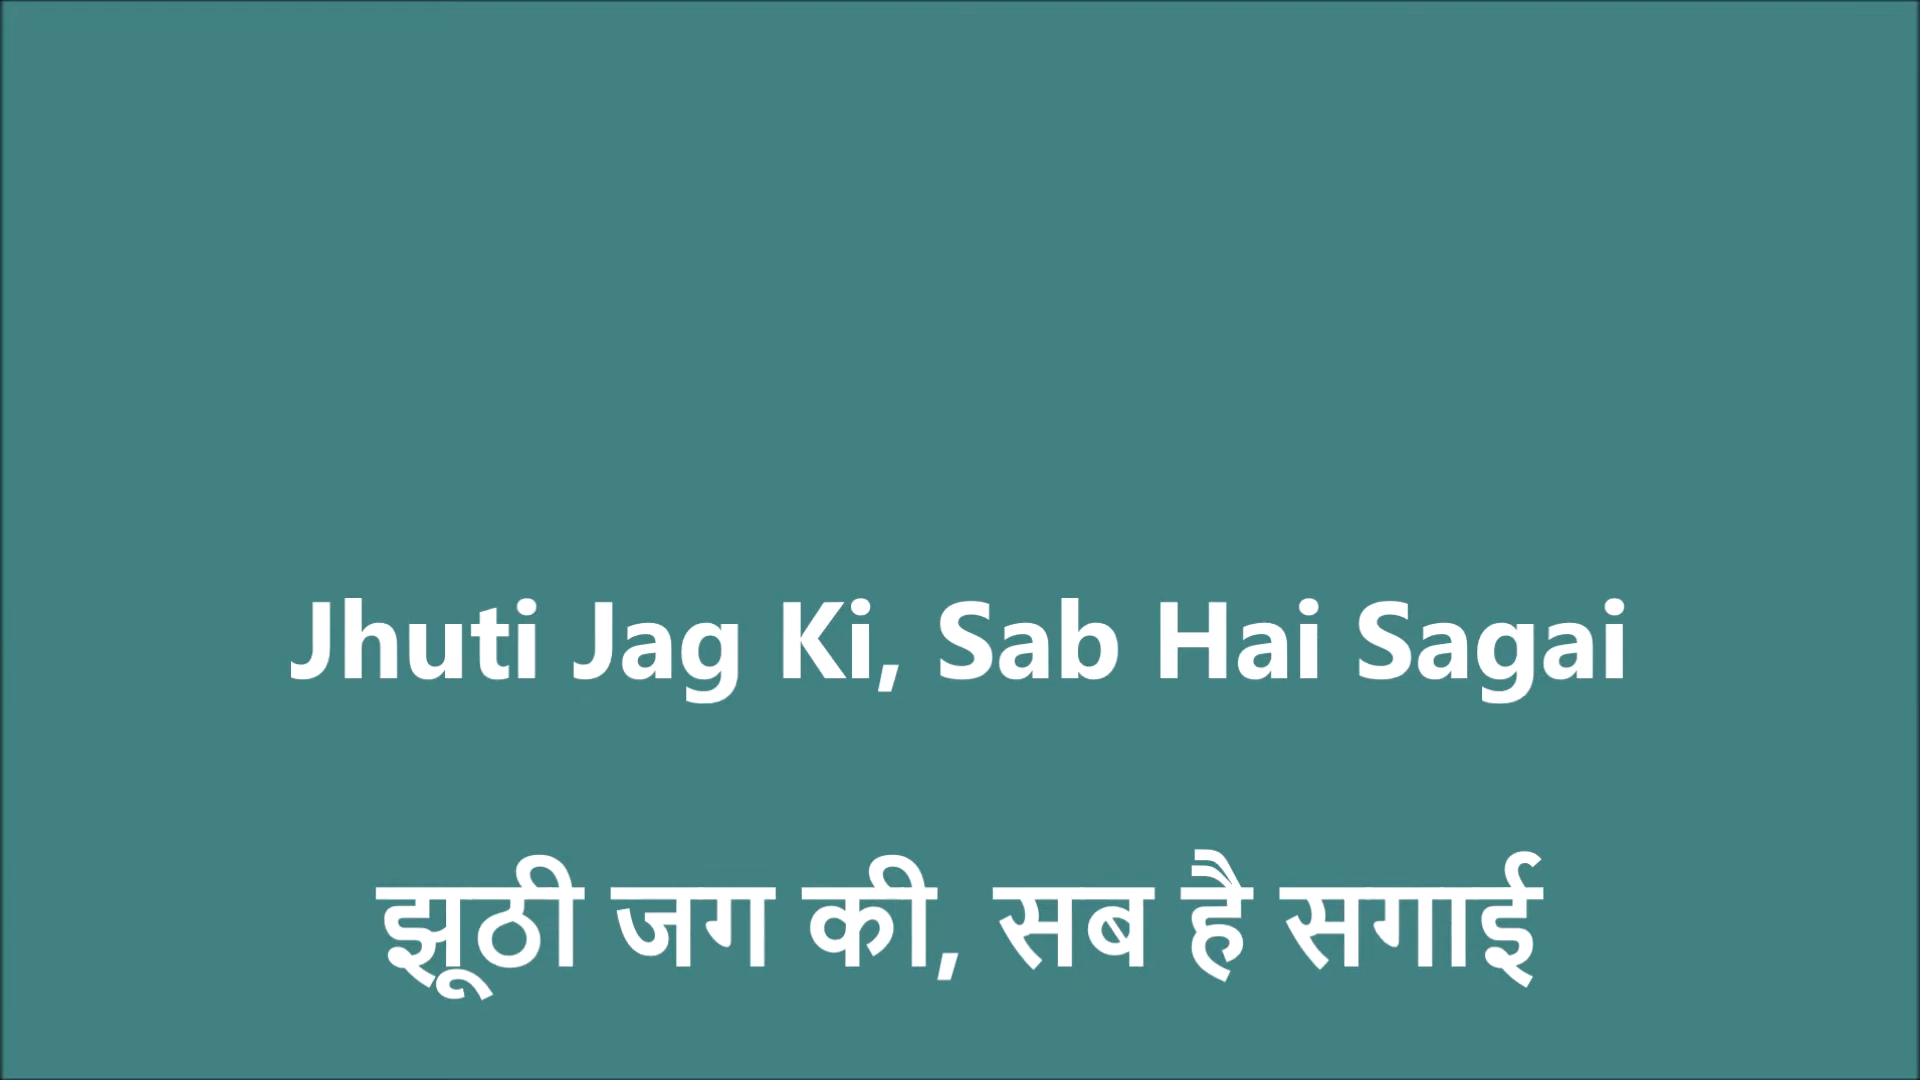 Jhuti Jag Ki, Sab Hai Sagai
झूठी जग की, सब है सगाई